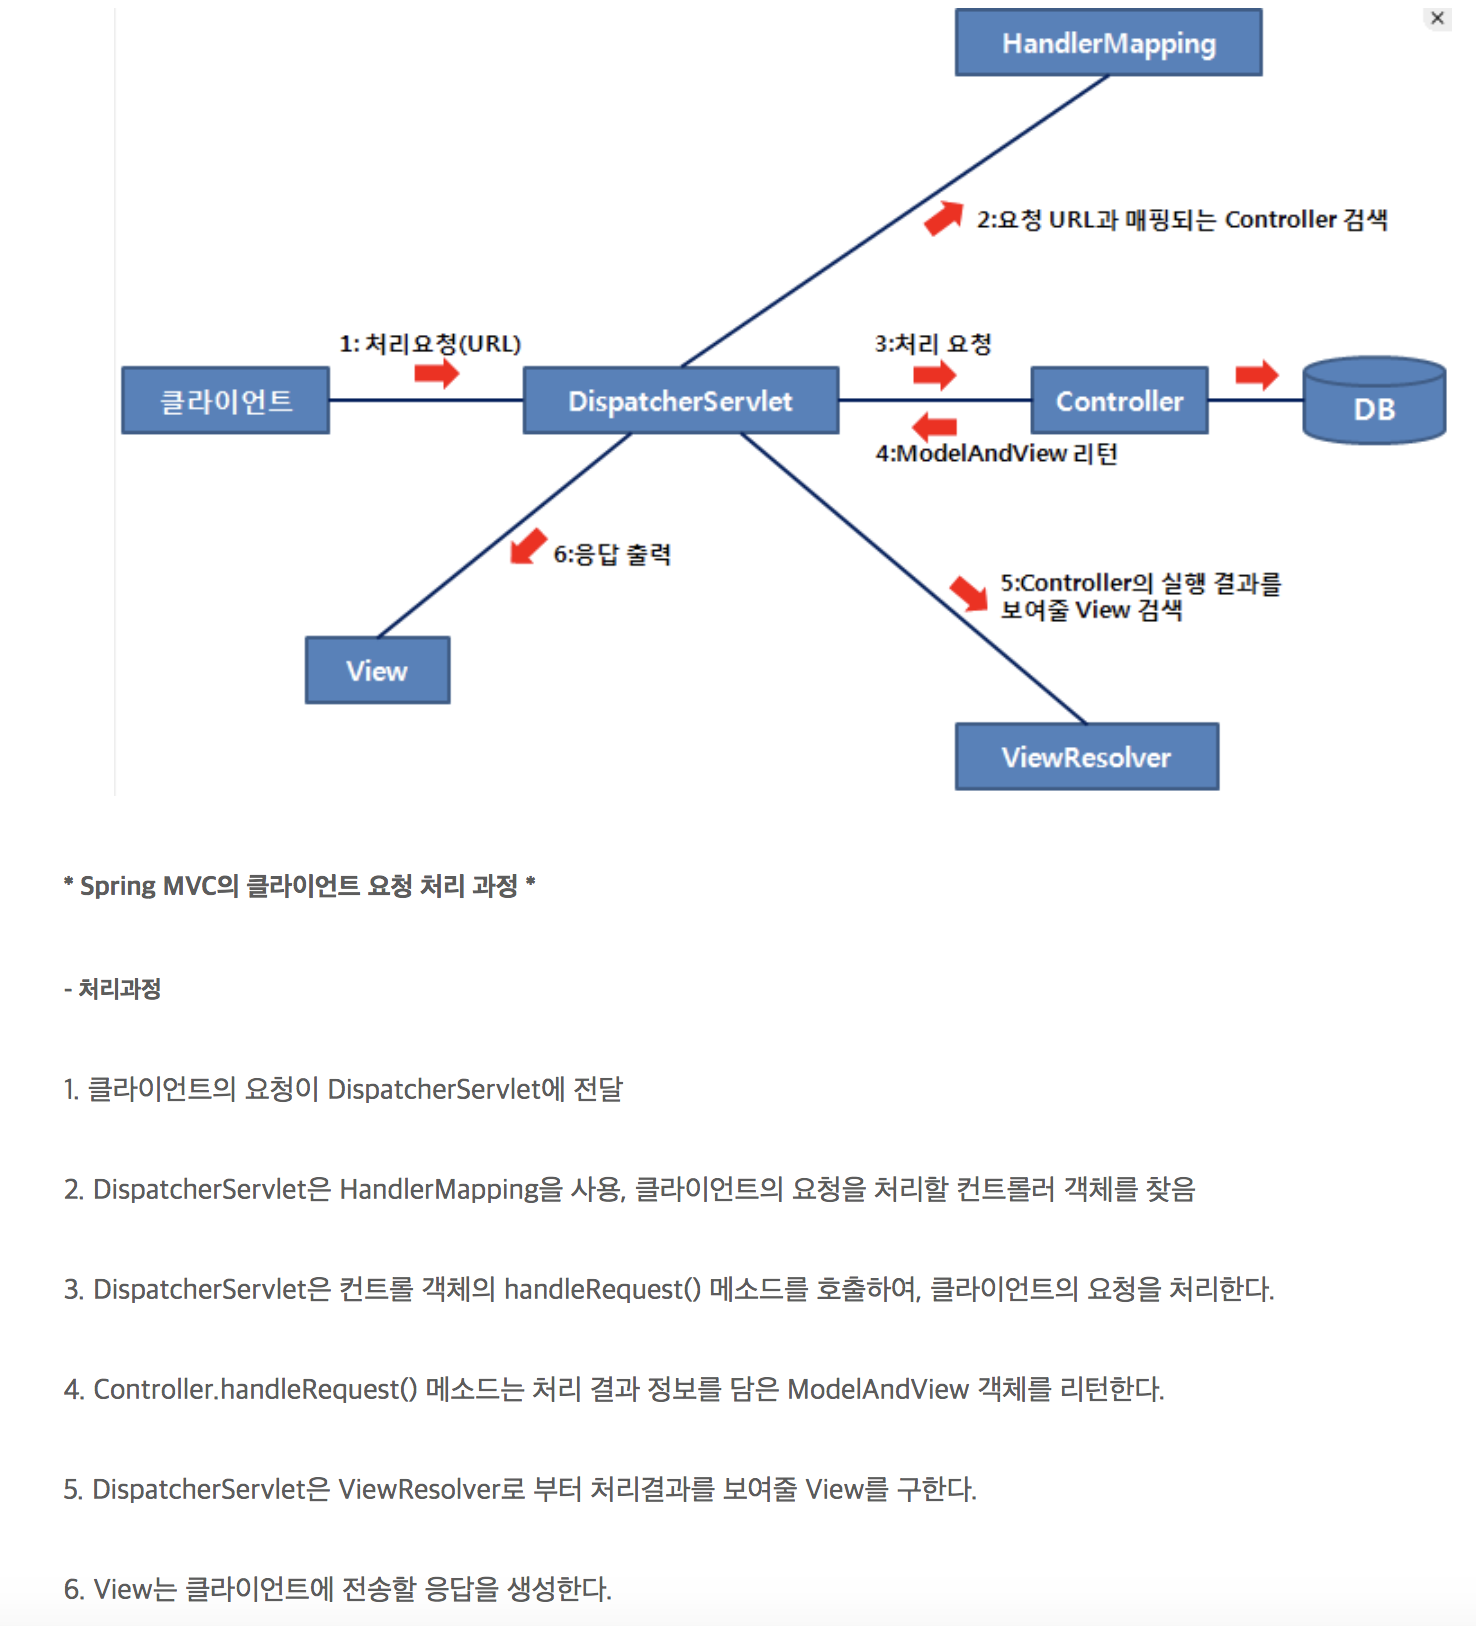 HandlerMapping
2:요청 URL과 매핑되는 Controller 검색
1: 처리요청(URL)
3:처리 요청
클라이언트
DispatcherServlet
Controller
DB
4:ModelAndView 리턴
6:응답 출력
5:Controller의 실행 결과를
보여줄 View 검색
View
ViewResolver
* Spring MVC의 클라이언트 요청 처리 과정 *
- 처리과정
1. 클라이언트의 요청이 DispatcherServlet에 전달
2. DispatcherServlet은 HandlerMapping을 사용, 클라이언트의 요청을 처리할 컨트롤러 객체를 찾음
3. DispatcherServlet은 컨트롤 객체의 handleRequest() 메소드를 호출하여, 클라이언트의 요청을 처리한다.
4. Controller.handleRequest() 메소드는 처리 결과 정보를 담은 ModelAndView 객체를 리턴한다.
5. DispatcherServlet은 ViewResolver로 부터 처리결과를 보여줄 View를 구한다.
6. View는 클라이언트에 전송할 응답을 생성한다.